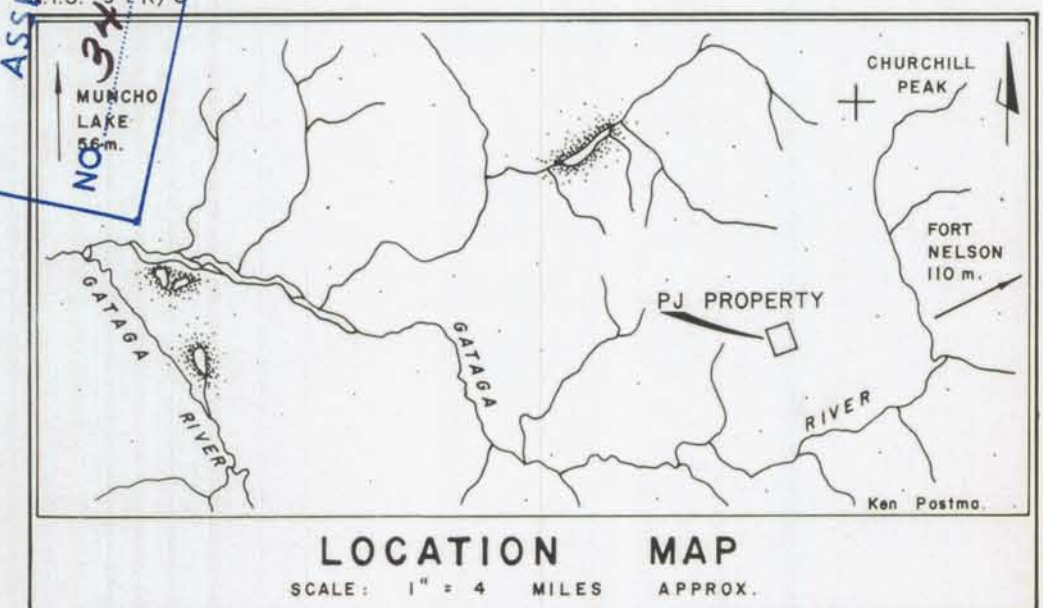 ASS
NO. 34
MUNCHO
LAKE
56 m.
CHURCHILL
PEAK
FORT
NELSON
110 m.
PJ PROPERTY
GATAGA
RIVER
GATAGA
RIVER
Ken Postma.
LOCATION MAP
SCALE: 1" = 4 MILES APPROX.